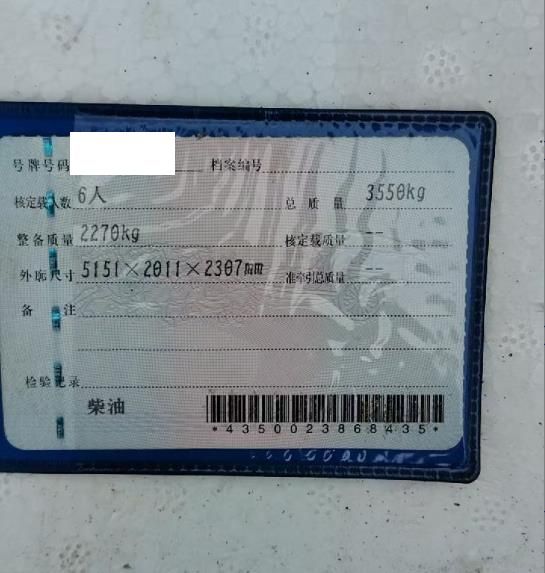 号牌号码 档案编号
核定载人数 6人 总质量 3550kg
整备质量 2270kg 核定载质量 --
外廓尺寸 5151×2011×2307mm 准牵引总质量 --
备注
检验记录
柴油
*4350023868435*